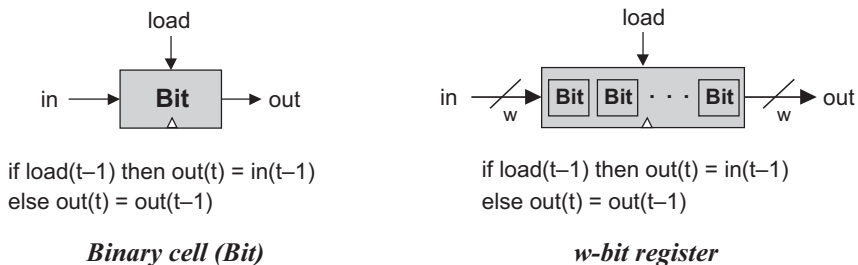 load
in
Bit
out
if load(t–1) then out(t) = in(t–1)
else out(t) = out(t–1)
Binary cell (Bit)
load
in
w
Bit Bit · · · Bit
w
out
if load(t–1) then out(t) = in(t–1)
else out(t) = out(t–1)
w-bit register